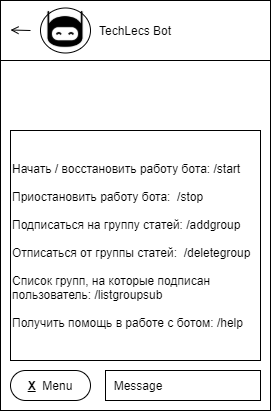 TechLecs Bot
Начать / восстановить работу бота: /start
Приостановить работу бота:  /stop
Подписаться на группу статей: /addgroup
Отписаться от группы статей:  /deletegroup
Список групп, на которые подписан
пользователь: /listgroupsub
Получить помощь в работе с ботом: /help
X Menu
Message